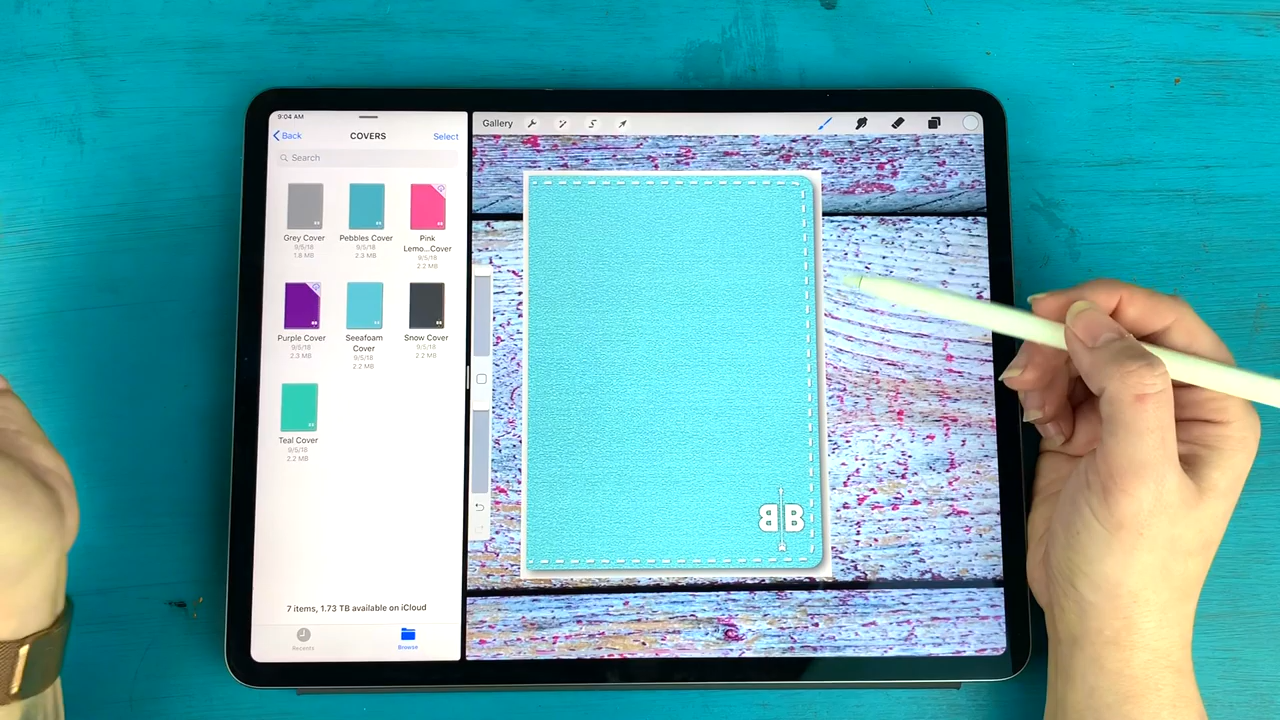 9:04 AM
Back
COVERS
Select
Search
Grey Cover
9/5/18
1.8 MB
Pebbles Cover
9/5/18
2.3 MB
Pink
Lemo...Cover
9/5/18
2.2 MB
Purple Cover
9/5/18
2.3 MB
Seeafoam
Cover
9/5/18
2.2 MB
Snow Cover
9/5/18
2.2 MB
Teal Cover
9/5/18
2.2 MB
7 items, 1.73 TB available on iCloud
Recents
Browse
Gallery
BB